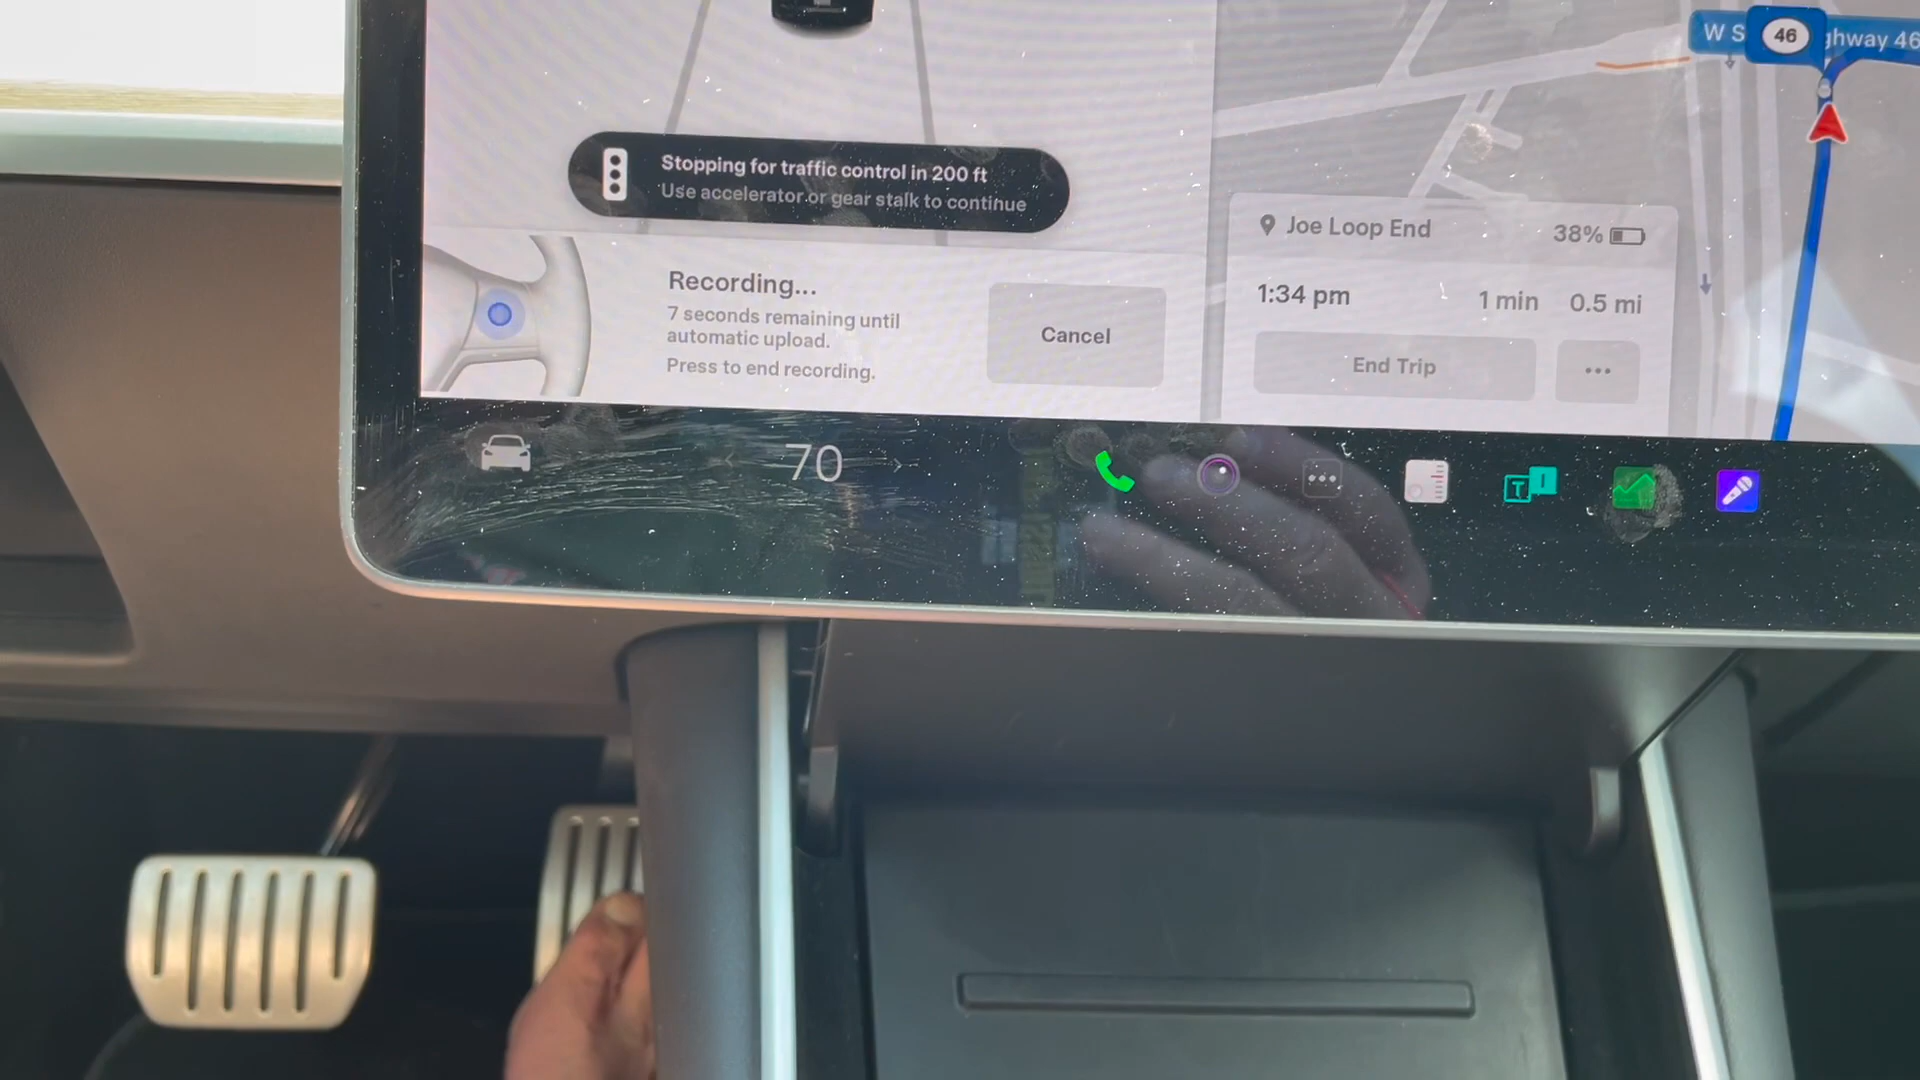 W S
46
ghway 46
Stopping for traffic control in 200 ft
Use accelerator or gear stalk to continue
Joe Loop End
38%
Recording...
7 seconds remaining until
automatic upload.
Press to end recording.
Cancel
1:34 pm
1 min
0.5 mi
End Trip
70
T
I